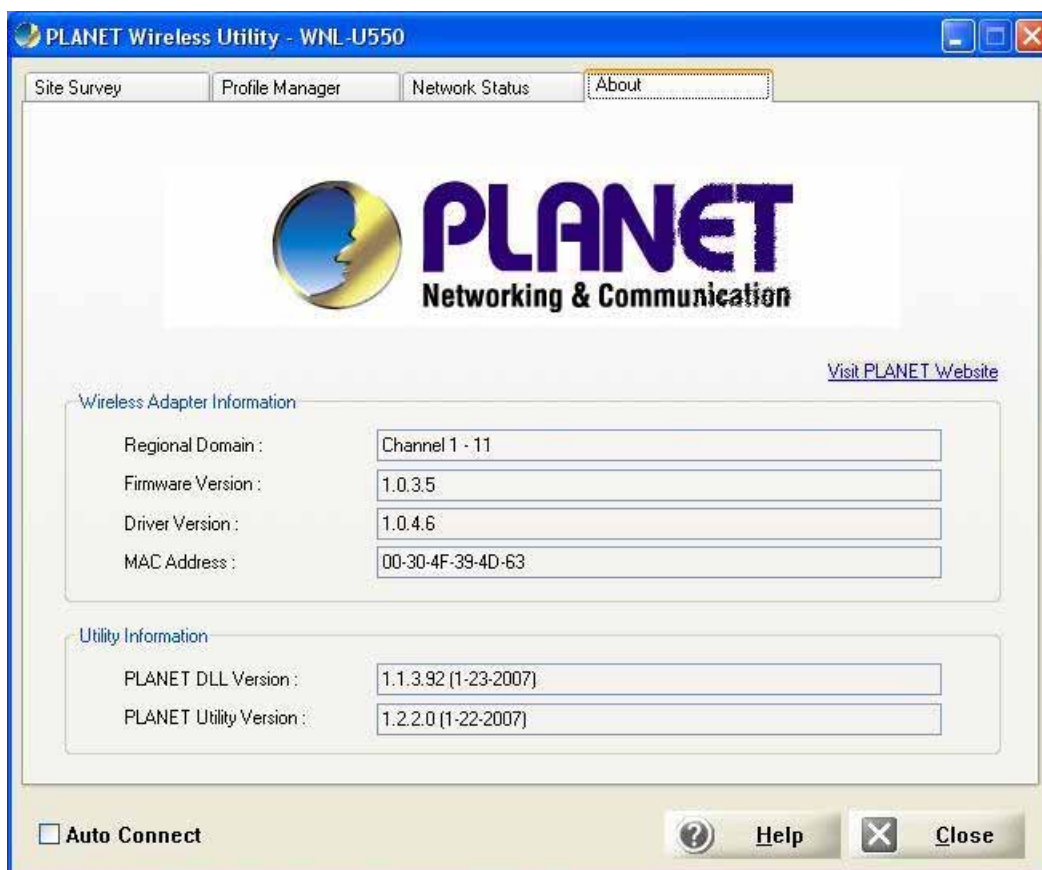 PLANET Wireless Utility - WNL-U550
Site Survey
Profile Manager
Network Status
About
PLANET
Networking & Communication
Visit PLANET Website
Wireless Adapter Information
Regional Domain : Channel 1 - 11
Firmware Version : 1.0.3.5
Driver Version : 1.0.4.6
MAC Address : 00-30-4F-39-4D-63
Utility Information
PLANET DLL Version : 1.1.3.92 (1-23-2007)
PLANET Utility Version : 1.2.2.0 (1-22-2007)
Auto Connect
Help
Close